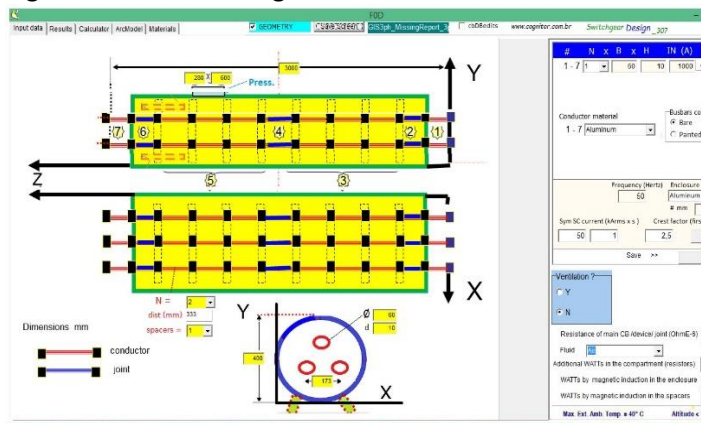 F0D
Input data Results Calculator ArcModel Materials
GEOMETRY GIS3ph_MissingReport_3 cbDBedits www.cognitor.com.br Switchgear Design _307
# N x B x H IN (A)
1 - 7 1 60 10 1000
3000
200 X 600
Press.
Y
7 6 4 2 1
Z
5 3
X
Conductor material
1 - 7 Aluminum
Busbars co
Bare
Panted
Frequency (Hertz) Enclosure
50 Aluminum
# mm
Sym SC current (kArms x s) Crest factor (firs
50 1 2,5
Save >>
Ventilation ?
Y
N
Resistance of main CB /device/ joint (OhmE-6)
Fluid
Additional WATTs in the compartment (resistors)
WATTs by magnetic induction in the enclosure
WATTs by magnetic induction in the spacers
Max. Ext. Amb. Temp. = 40° C Altitude <
N = 2
dist (mm) 333
spacers = 1
Dimensions mm
conductor
joint
Y
Ø 60
d 10
400
173
X